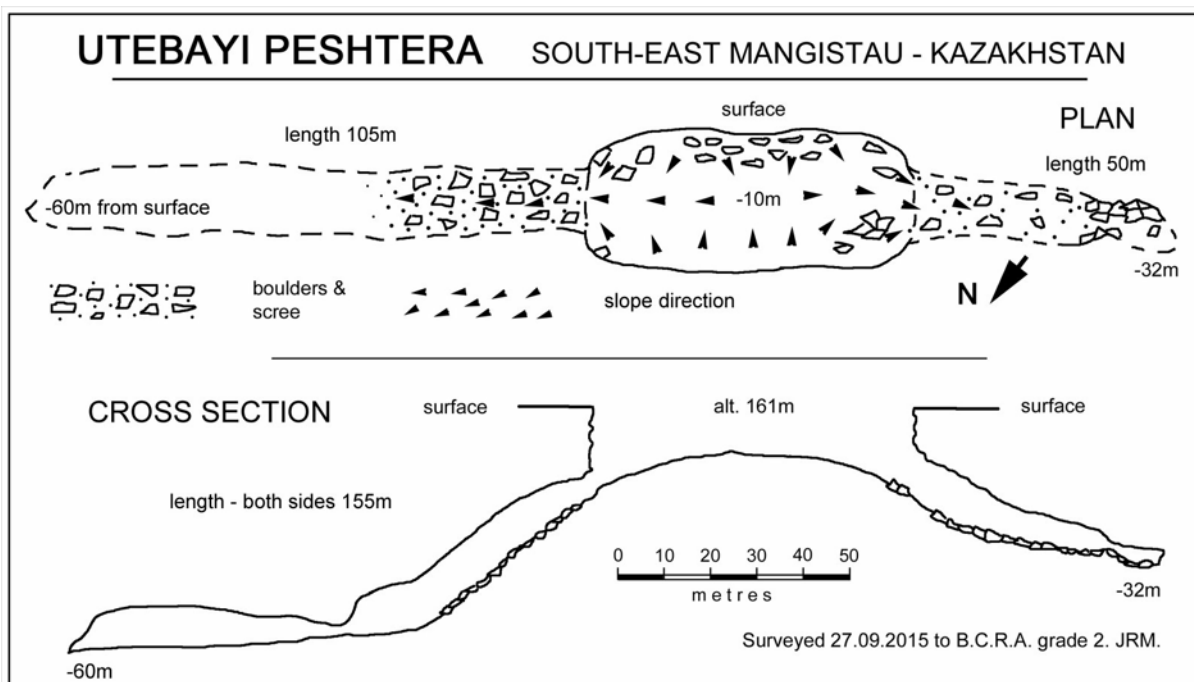 UTEBAYI PESHTERA SOUTH-EAST MANGISTAU - KAZAKHSTAN
surface
PLAN
length 105m
length 50m
-60m from surface
-10m
-32m
boulders &
scree
slope direction
N
CROSS SECTION
surface
alt. 161m
surface
length - both sides 155m
0 10 20 30 40 50
metres
-32m
Surveyed 27.09.2015 to B.C.R.A. grade 2. JRM.
-60m